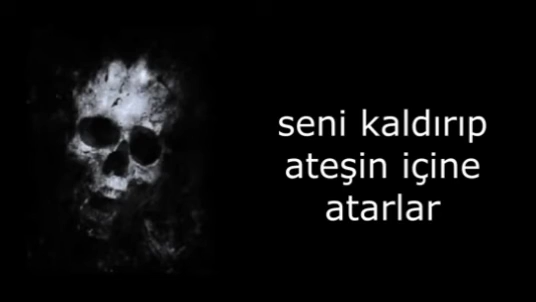 seni kaldırıp
ateşin içine
atarlar